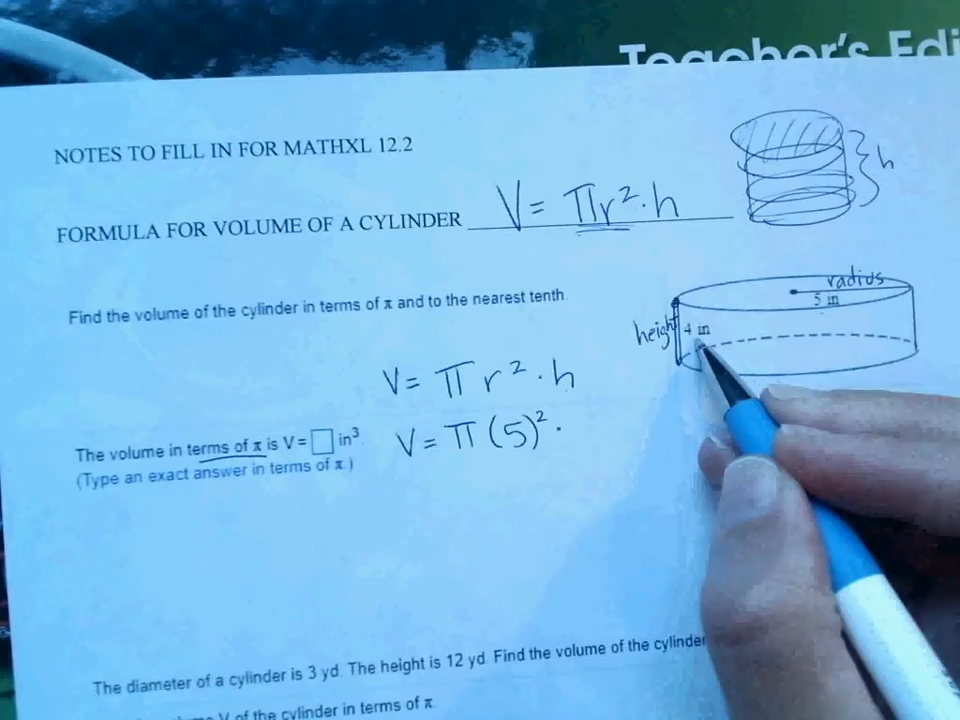 Teacher's Edi
NOTES TO FILL IN FOR MATHXL 12.2
h
FORMULA FOR VOLUME OF A CYLINDER V = πr²·h
Find the volume of the cylinder in terms of π and to the nearest tenth.
radius
5 in
height
4 in
V = πr²·h
The volume in terms of π is V = in³.
(Type an exact answer in terms of π.)
V = π(5)²·
The diameter of a cylinder is 3 yd. The height is 12 yd. Find the volume of the cylinder
V of the cylinder in terms of π.